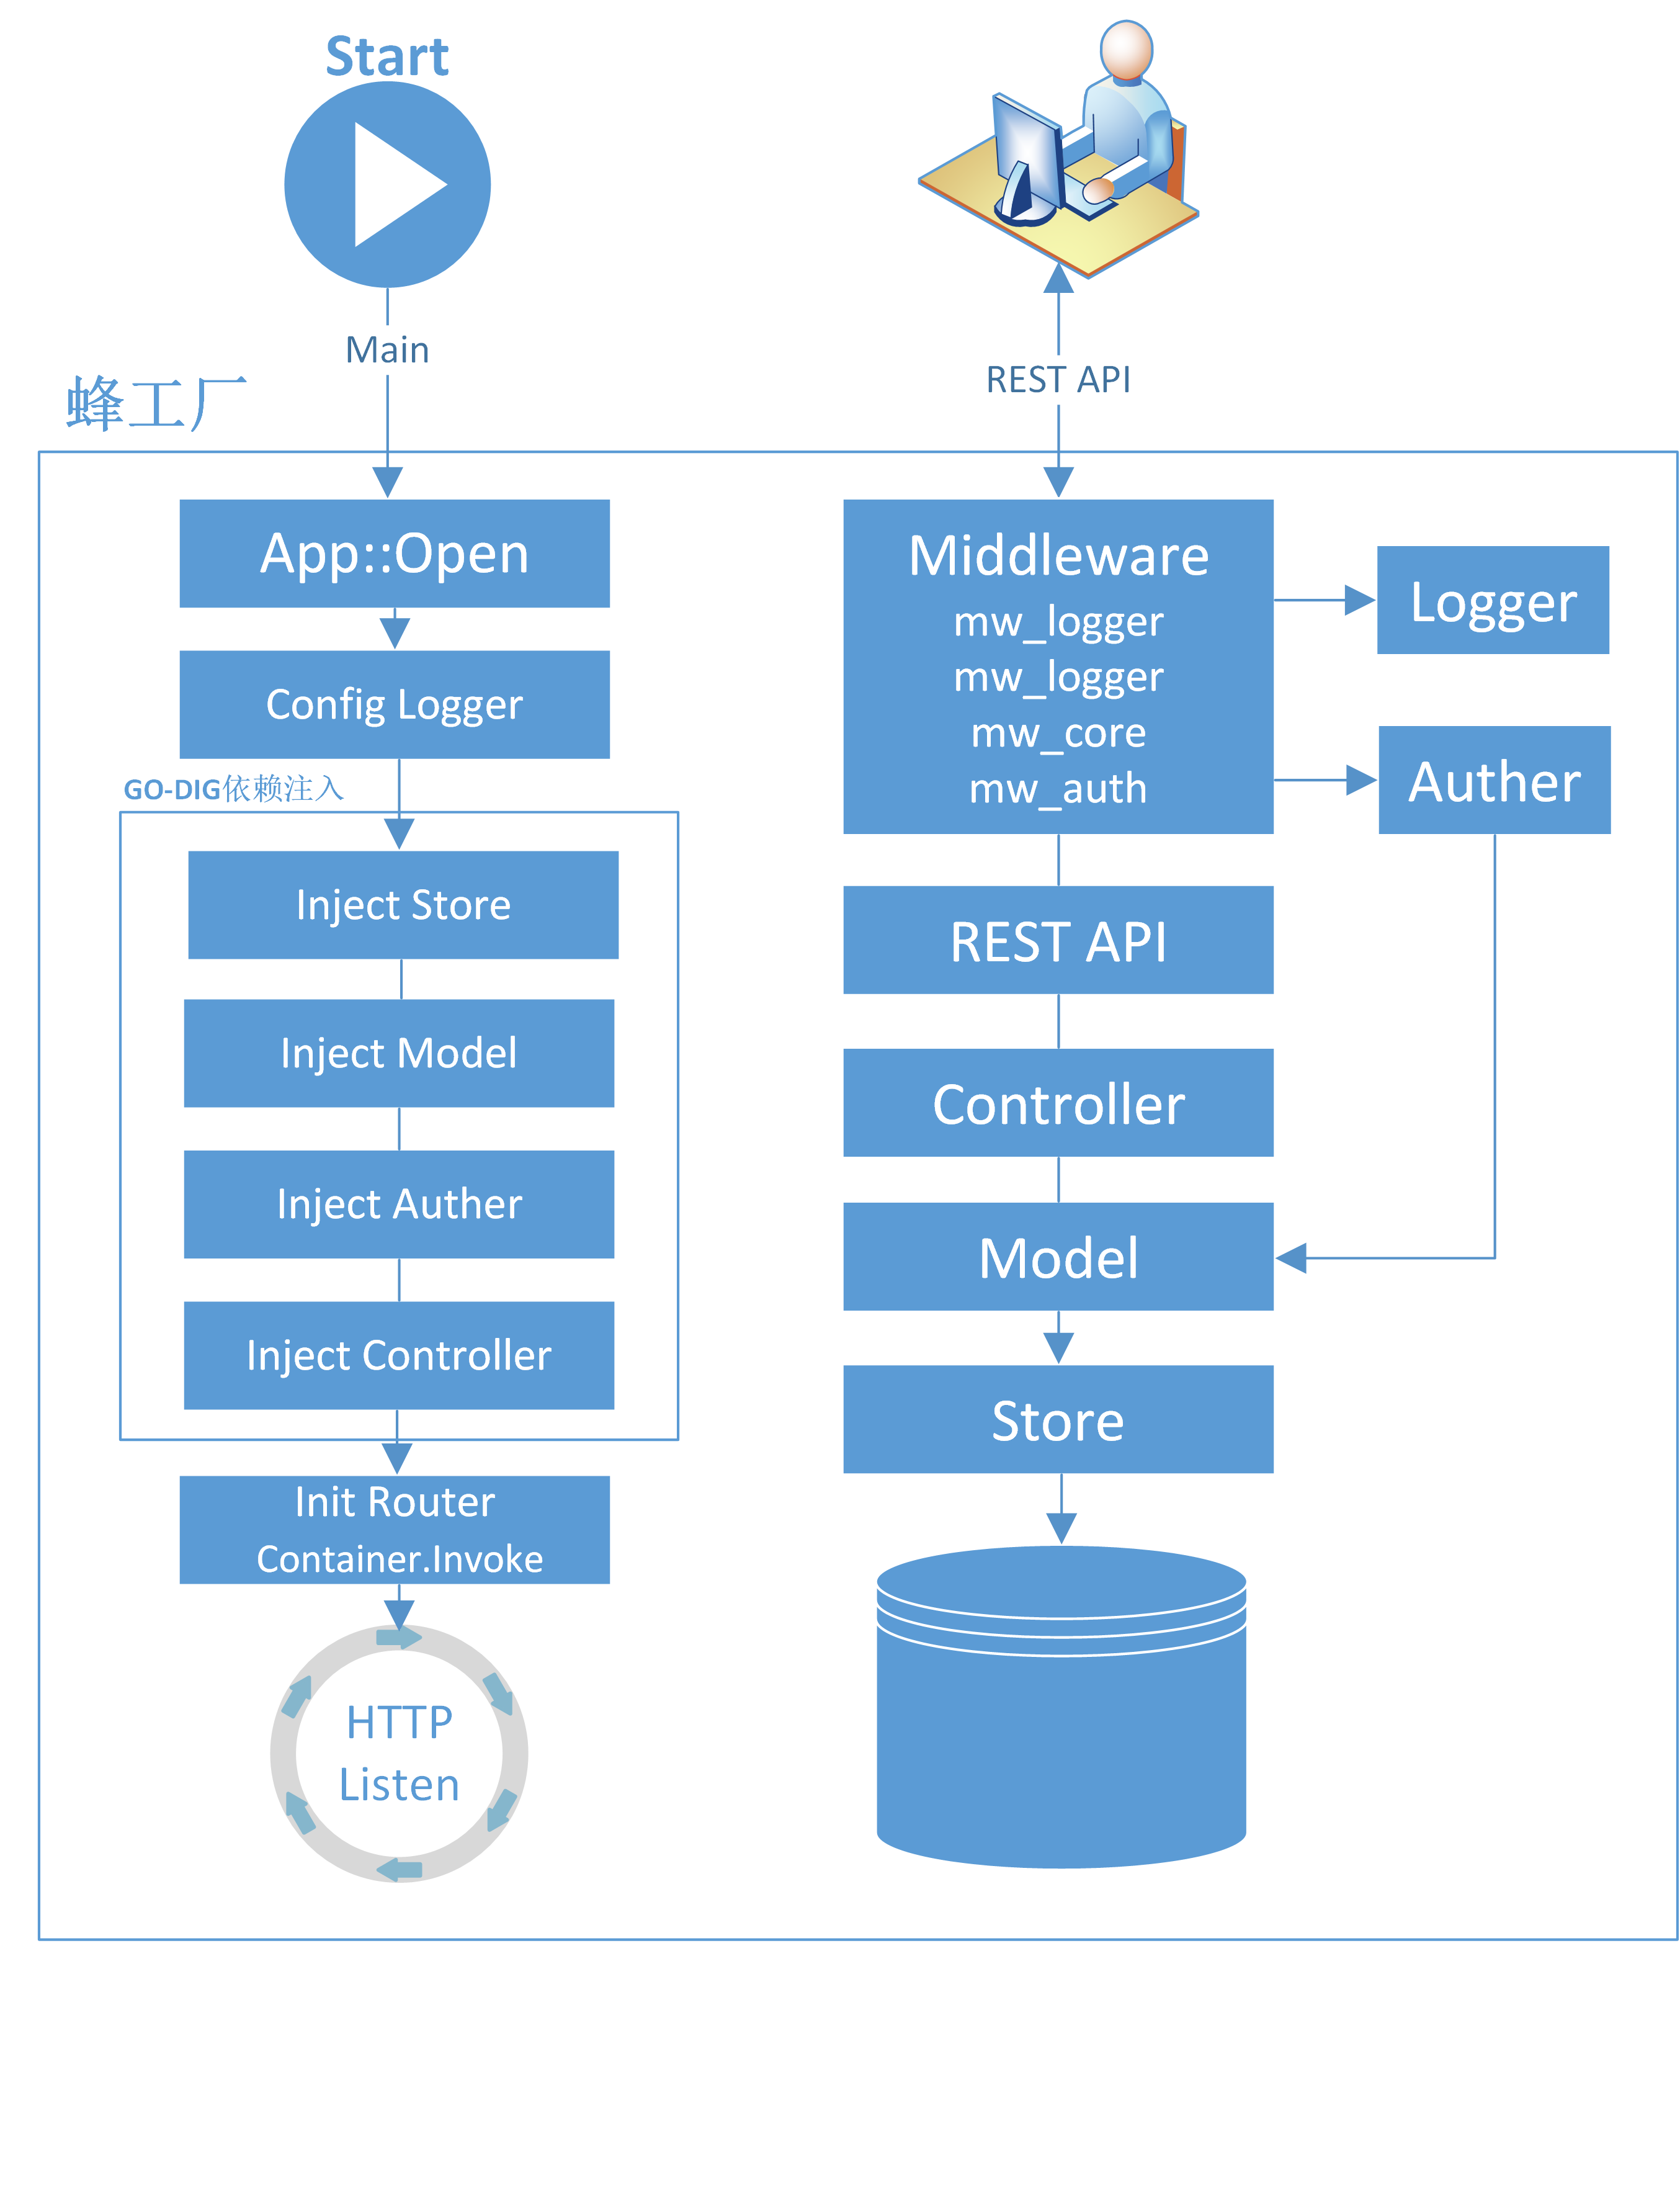 Start
Main
REST API
蜂工厂
App::Open
Config Logger
GO-DIG依赖注入
Inject Store
Inject Model
Inject Auther
Inject Controller
Init Router
Container.Invoke
HTTP
Listen
Middleware
mw_logger
mw_logger
mw_core
mw_auth
Logger
Auther
REST API
Controller
Model
Store